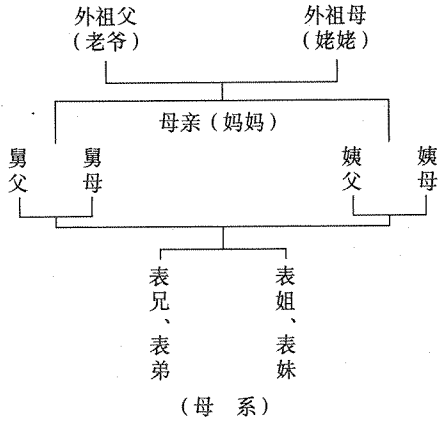 外祖父 外祖母
(老爷) (姥姥)
母亲(妈妈)
舅父 舅母 姨父 姨母
表兄、表弟 表姐、表妹
(母 系)